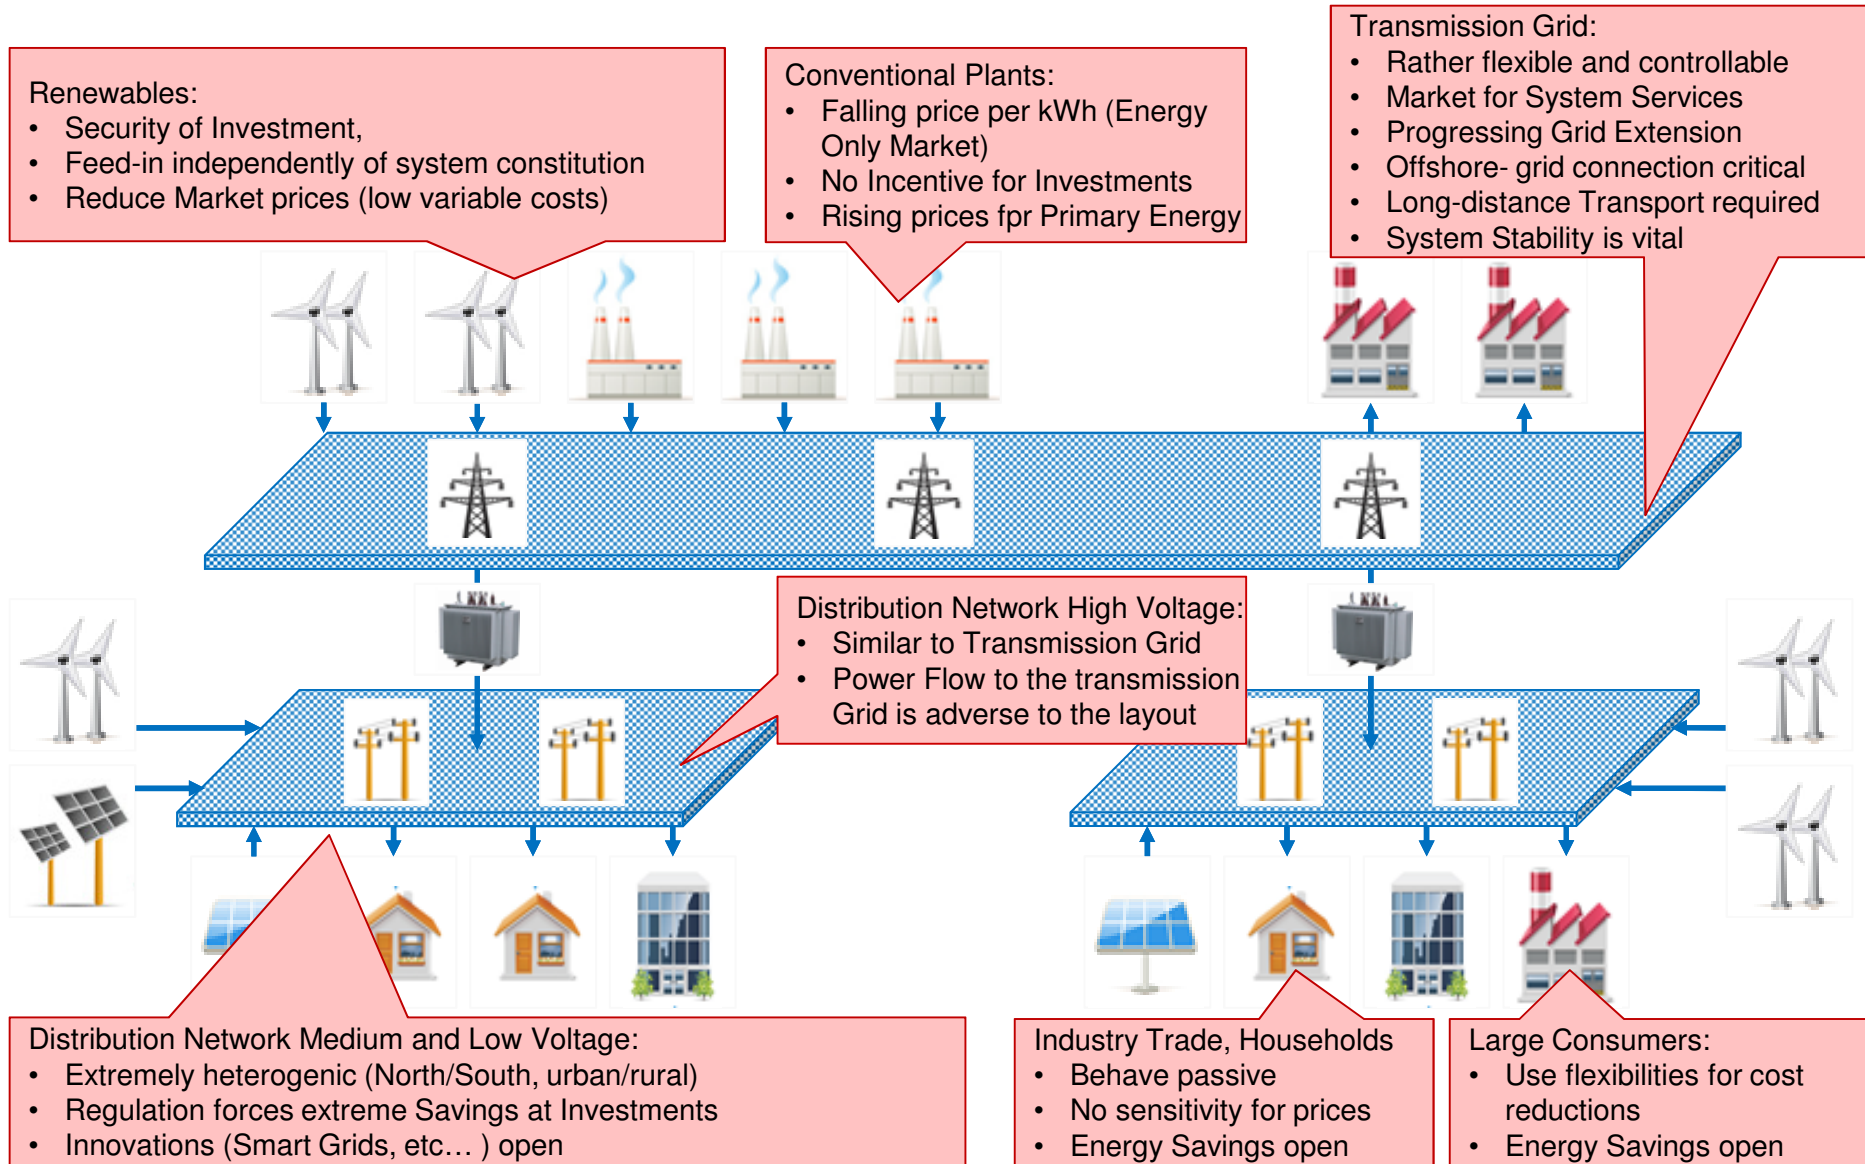 Renewables:
• Security of Investment,
• Feed-in independently of system constitution
• Reduce Market prices (low variable costs)
Conventional Plants:
• Falling price per kWh (Energy
Only Market)
• No Incentive for Investments
• Rising prices fpr Primary Energy
Transmission Grid:
• Rather flexible and controllable
• Market for System Services
• Progressing Grid Extension
• Offshore- grid connection critical
• Long-distance Transport required
• System Stability is vital
Distribution Network High Voltage:
• Similar to Transmission Grid
• Power Flow to the transmission
Grid is adverse to the layout
Distribution Network Medium and Low Voltage:
• Extremely heterogenic (North/South, urban/rural)
• Regulation forces extreme Savings at Investments
• Innovations (Smart Grids, etc… ) open
Industry Trade, Households
• Behave passive
• No sensitivity for prices
• Energy Savings open
Large Consumers:
• Use flexibilities for cost
reductions
• Energy Savings open